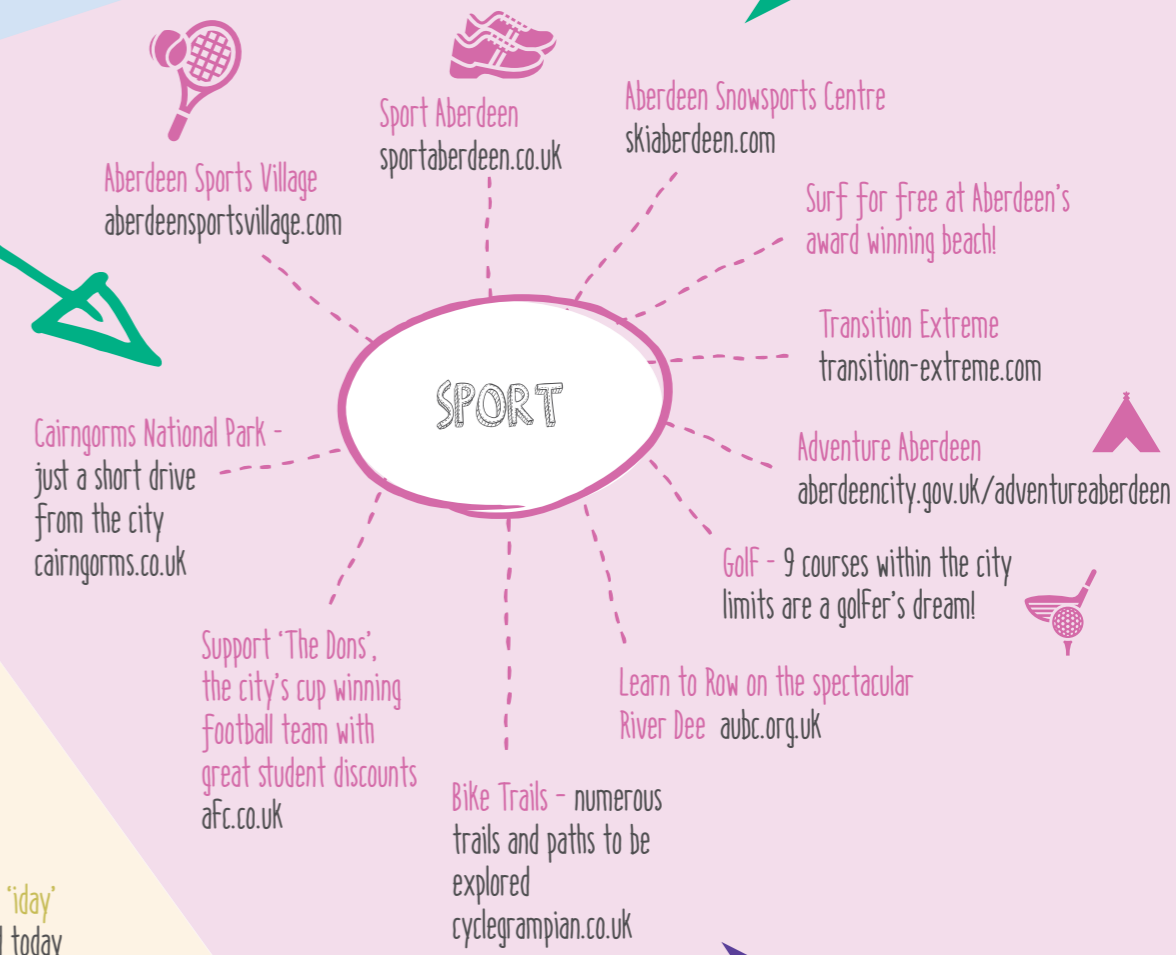 Sport Aberdeen
sportaberdeen.co.uk
Aberdeen Snowsports Centre
skiaberdeen.com
Aberdeen Sports Village
aberdeensportsvillage.com
Surf for free at Aberdeen's
award winning beach!
Transition Extreme
transition-extreme.com
SPORT
Cairngorms National Park -
just a short drive
from the city
cairngorms.co.uk
Adventure Aberdeen
aberdeencity.gov.uk/adventureaberdeen
Golf - 9 courses within the city
limits are a golfer's dream!
Support 'The Dons',
the city's cup winning
football team with
great student discounts
afc.co.uk
Learn to Row on the spectacular
River Dee aubc.org.uk
Bike Trails - numerous
trails and paths to be
explored
cyclegrampian.co.uk
'iday'
today